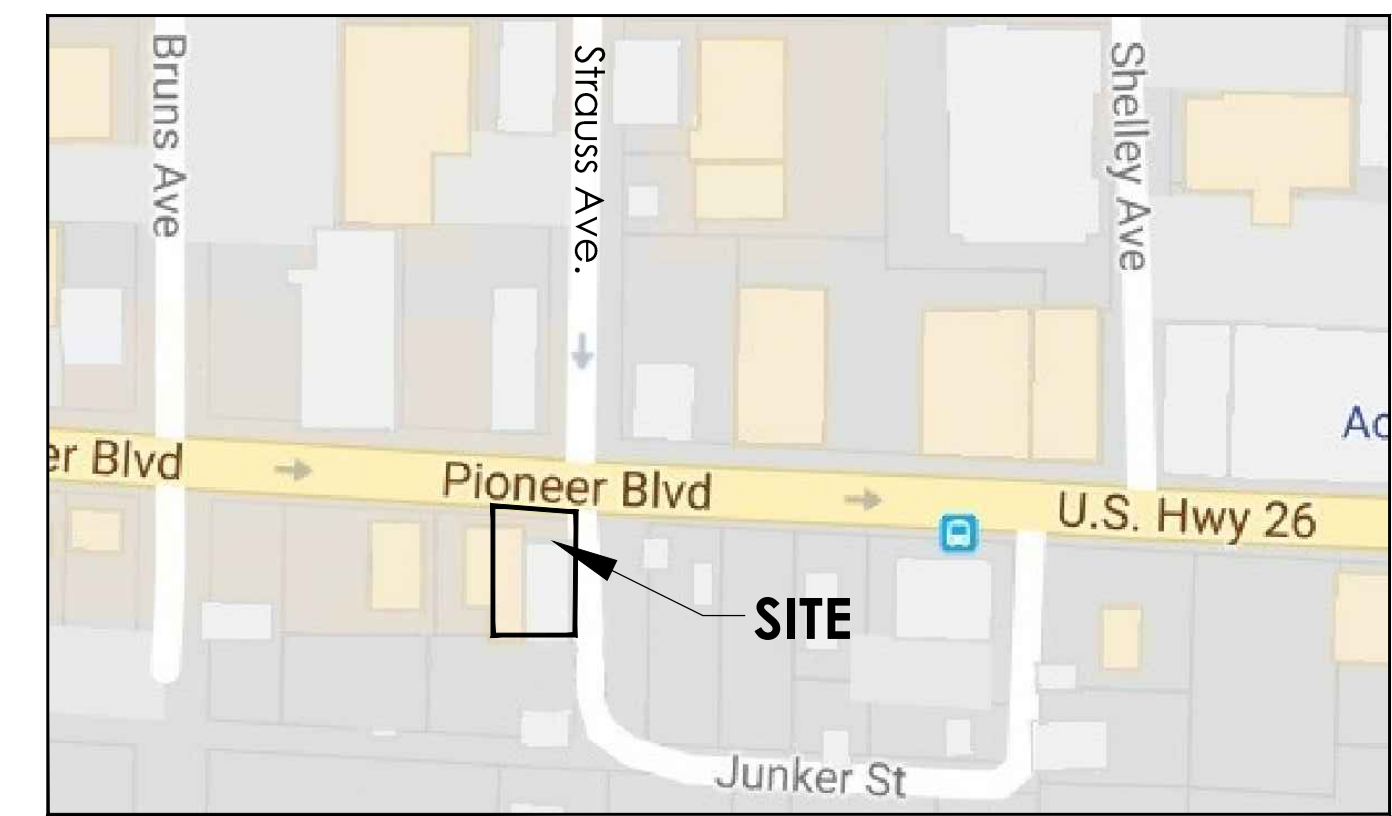 Bruns Ave
Strauss Ave.
Shelley Ave
Ac
er Blvd
Pioneer Blvd
U.S. Hwy 26
SITE
Junker St